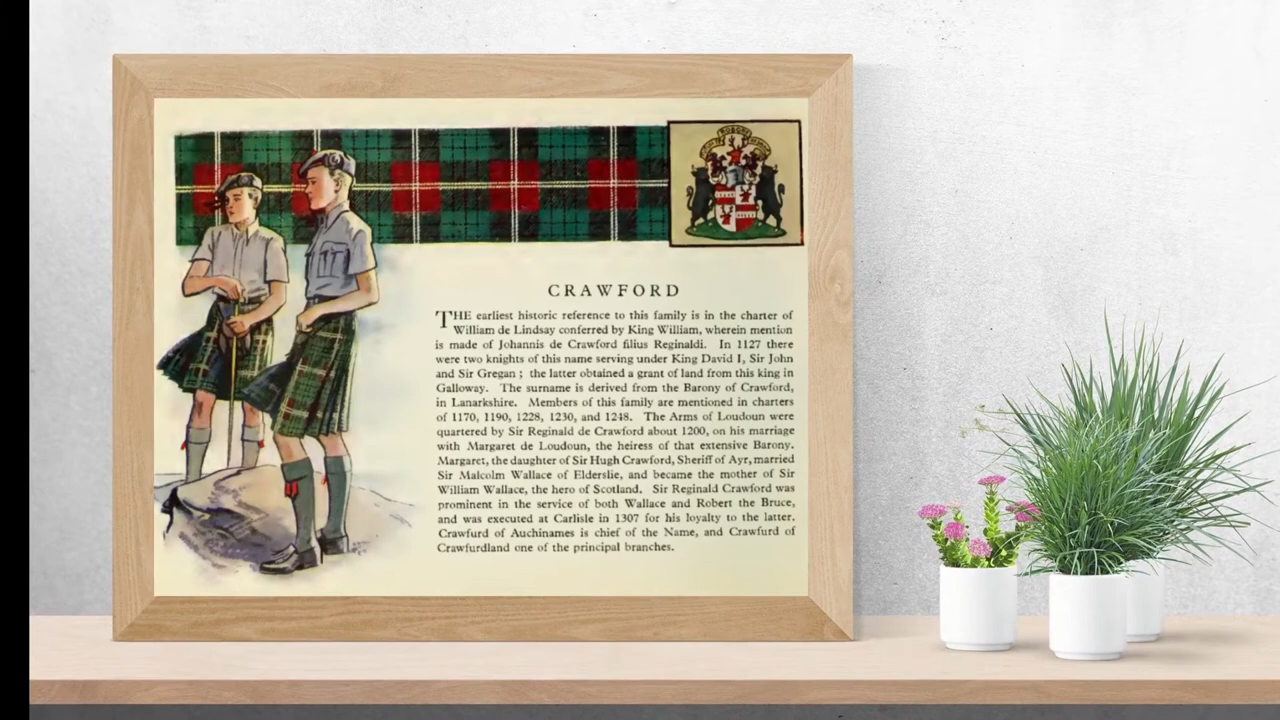 CRAWFORD
THE earliest historic reference to this family is in the charter of
William de Lindsay conferred by King William, wherein mention
is made of Johannis de Crawford filius Reginaldi. In 1127 there
were two knights of this name serving under King David I, Sir John
and Sir Gregan ; the latter obtained a grant of land from this king in
Galloway. The surname is derived from the Barony of Crawford,
in Lanarkshire. Members of this family are mentioned in charters
of 1170, 1190, 1228, 1230, and 1248. The Arms of Loudoun were
quartered by Sir Reginald de Crawford about 1200, on his marriage
with Margaret de Loudoun, the heiress of that extensive Barony.
Margaret, the daughter of Sir Hugh Crawford, Sheriff of Ayr, married
Sir Malcolm Wallace of Elderslie, and became the mother of Sir
William Wallace, the hero of Scotland. Sir Reginald Crawford was
prominent in the service of both Wallace and Robert the Bruce,
and was executed at Carlisle in 1307 for his loyalty to the latter.
Crawfurd of Auchinames is chief of the Name, and Crawfurd of
Crawfurdland one of the principal branches.